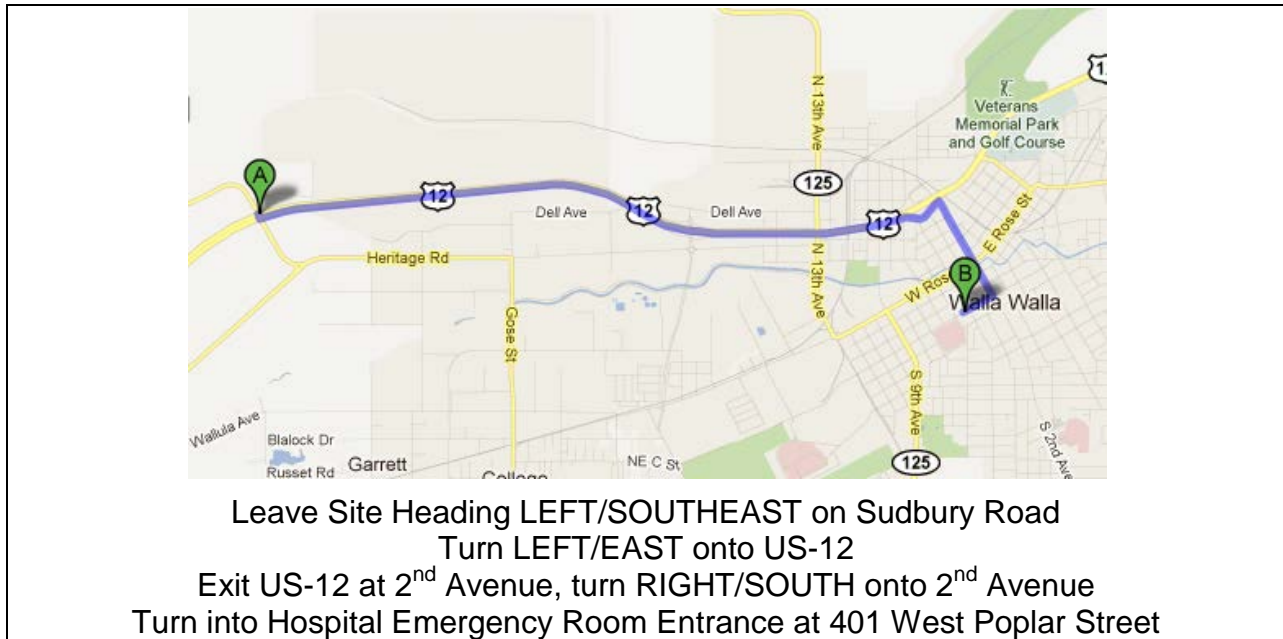 A
12
12
12
125
N 13th Ave
N 13th Ave
Veterans
Memorial Park
and Golf Course
Dell Ave
Dell Ave
Heritage Rd
Gose St
E Rose St
W Ros
B
Walla Walla
S 9th Ave
S 2nd Ave
125
NE C St
Wallula Ave
Blalock Dr
Russet Rd
Garrett
College
Leave Site Heading LEFT/SOUTHEAST on Sudbury Road
Turn LEFT/EAST onto US-12
Exit US-12 at 2nd Avenue, turn RIGHT/SOUTH onto 2nd Avenue
Turn into Hospital Emergency Room Entrance at 401 West Poplar Street